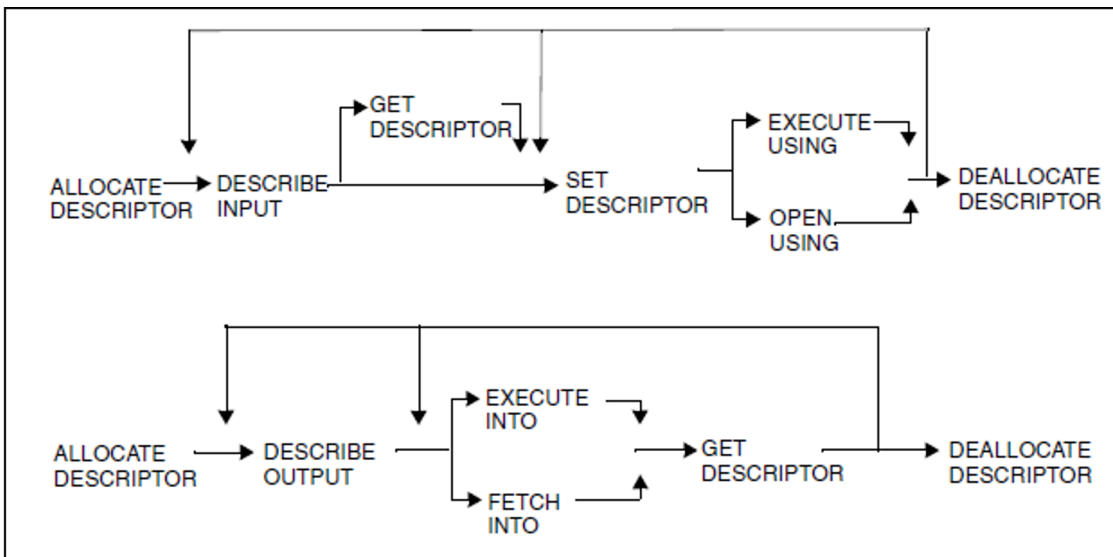 GET
DESCRIPTOR
EXECUTE
USING
ALLOCATE
DESCRIPTOR
DESCRIBE
INPUT
SET
DESCRIPTOR
DEALLOCATE
DESCRIPTOR
OPEN
USING
EXECUTE
INTO
ALLOCATE
DESCRIPTOR
DESCRIBE
OUTPUT
GET
DESCRIPTOR
DEALLOCATE
DESCRIPTOR
FETCH
INTO